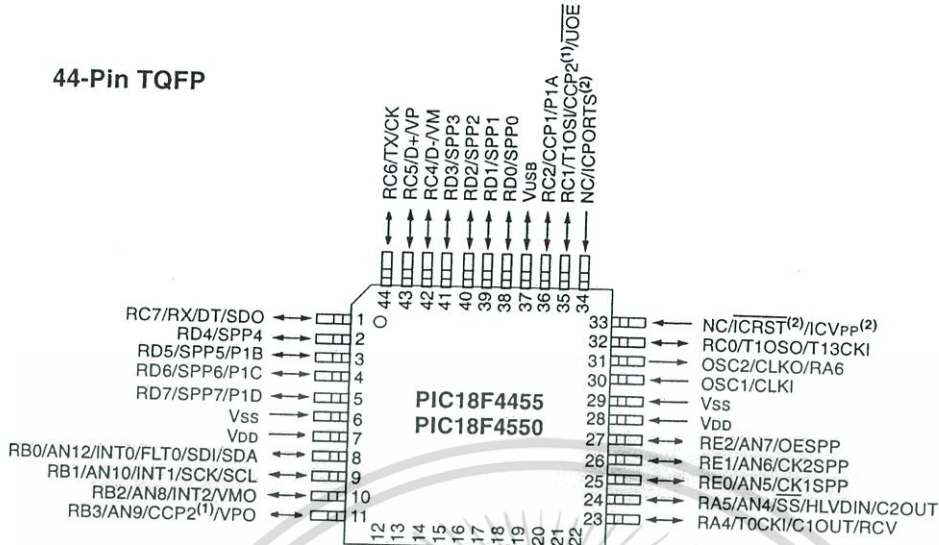 44-Pin TQFP
RC6/TX/CK
RC5/D+/VP
RC4/D-/VM
RD3/SPP3
RD2/SPP2
RD1/SPP1
RD0/SPP0
VUSB
RC2/CCP1/P1A
RC1/T1OSI/CCP2(1)/UOE
NC/ICPORTS(2)
44
43
42
41
40
39
38
37
36
35
34
RC7/RX/DT/SDO
RD4/SPP4
RD5/SPP5/P1B
RD6/SPP6/P1C
RD7/SPP7/P1D
VSS
VDD
RB0/AN12/INT0/FLT0/SDI/SDA
RB1/AN10/INT1/SCK/SCL
RB2/AN8/INT2/VMO
RB3/AN9/CCP2(1)/VPO
1
2
3
4
5
6
7
8
9
10
11
PIC18F4455
PIC18F4550
33
32
31
30
29
28
27
26
25
24
23
NC/ICRST(2)/ICVPP(2)
RC0/T1OSO/T13CKI
OSC2/CLKO/RA6
OSC1/CLKI
VSS
VDD
RE2/AN7/OESPP
RE1/AN6/CK2SPP
RE0/AN5/CK1SPP
RA5/AN4/SS/HLVDIN/C2OUT
RA4/T0CKI/C1OUT/RCV
12
13
14
15
16
17
18
19
20
21
22